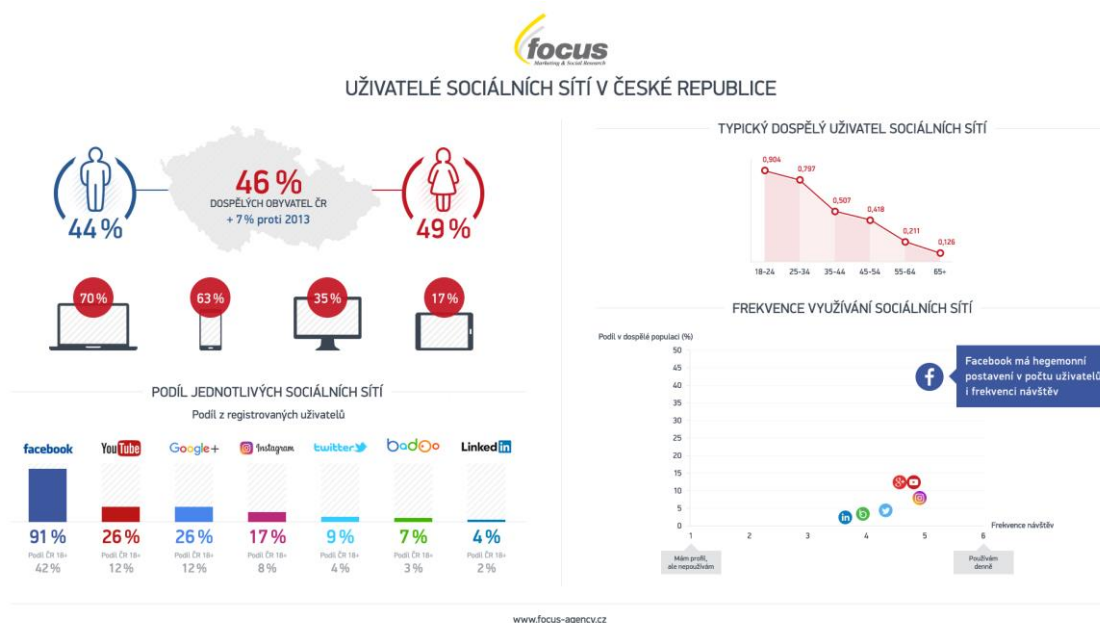 focus
Marketing & Social Research
UŽIVATELÉ SOCIÁLNÍCH SÍTÍ V ČESKÉ REPUBLICE
44 %
46 %
DOSPĚLÝCH OBYVATEL ČR
+ 7 % proti 2013
49 %
70 %
63 %
35 %
17 %
PODÍL JEDNOTLIVÝCH SOCIÁLNÍCH SÍTÍ
Podíl z registrovaných uživatelů
facebook
YouTube
Google+
Instagram
twitter
badoo
Linked in
91 %
26 %
26 %
17 %
9 %
7 %
4 %
Podíl ČR 18+
Podíl ČR 18+
Podíl ČR 18+
Podíl ČR 18+
Podíl ČR 18+
Podíl ČR 18+
Podíl ČR 18+
42 %
12 %
12 %
8 %
4 %
3 %
2 %
TYPICKÝ DOSPĚLÝ UŽIVATEL SOCIÁLNÍCH SÍTÍ
0,904
0,797
0,507
0,418
0,211
0,126
18-24
25-34
35-44
45-54
55-64
65+
FREKVENCE VYUŽÍVÁNÍ SOCIÁLNÍCH SÍTÍ
Podíl v dospělé populaci (%)
50
45
40
35
30
25
20
15
10
5
0
f
Facebook má hegemonní
postavení v počtu uživatelů
i frekvenci návštěv
g+
in
b
Frekvence návštěv
1
2
3
4
5
6
Mám profil,
ale nepoužívám
Používám
denně
www.focus-agency.cz